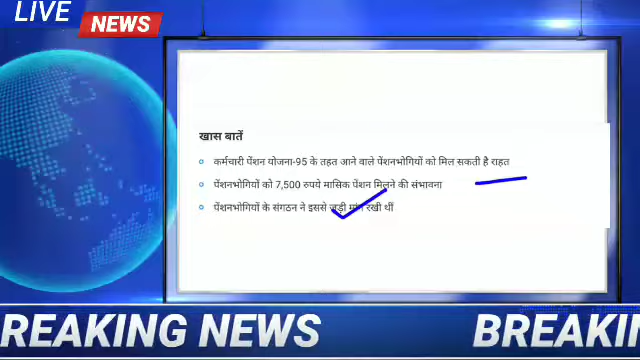 LIVE
NEWS
खास बातें
कर्मचारी पेंशन योजना-95 के तहत आने वाले पेंशनभोगियों को मिल सकती है राहत
पेंशनभोगियों को 7,500 रुपये मासिक पेंशन मिलने की संभावना
पेंशनभोगियों के संगठन ने इससे जुड़ी मांग रखी थीं
REAKING NEWS BREAKIN